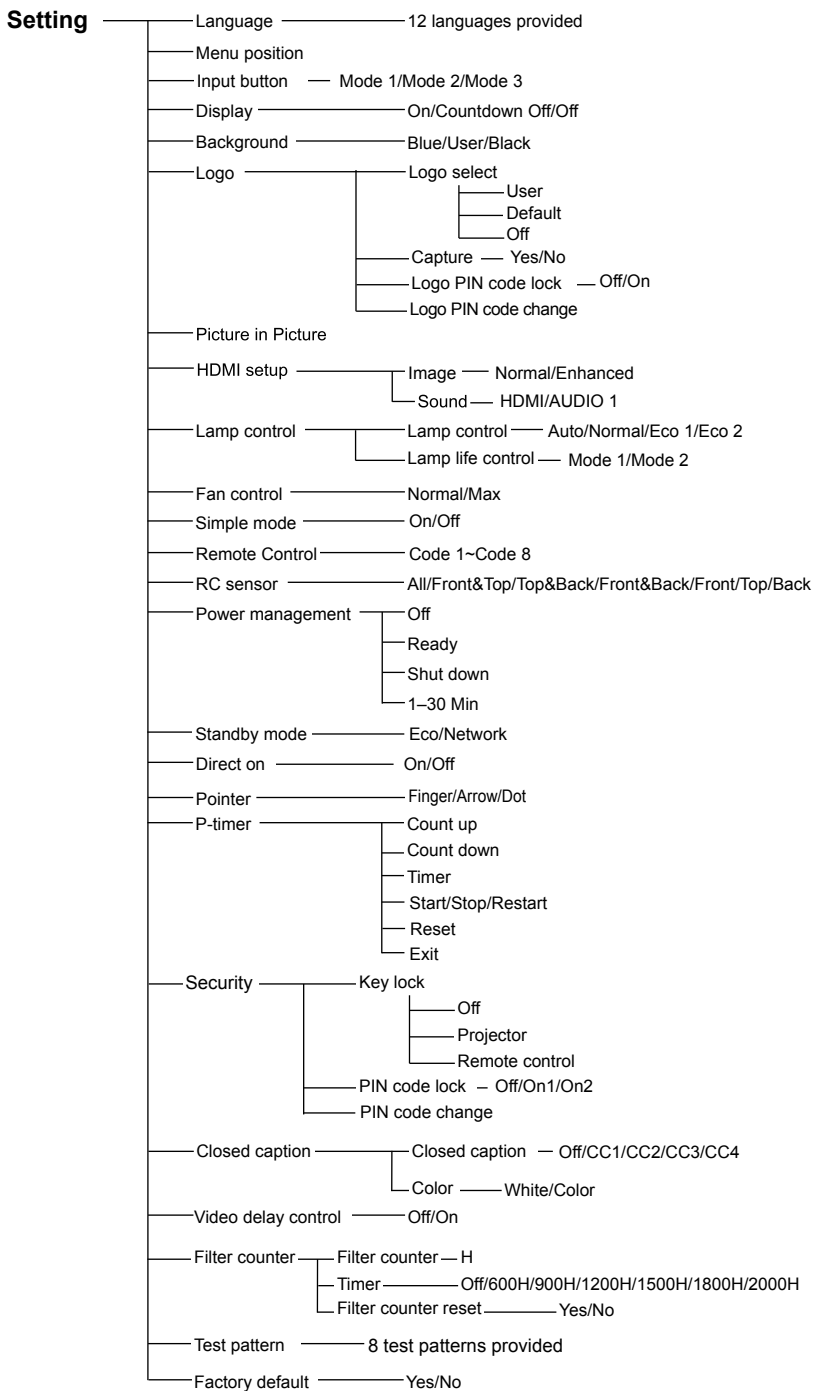 Setting
Language 12 languages provided
Menu position
Input button Mode 1/Mode 2/Mode 3
Display On/Countdown Off/Off
Background Blue/User/Black
Logo Logo select
User
Default
Off
Capture Yes/No
Logo PIN code lock Off/On
Logo PIN code change
Picture in Picture
HDMI setup Image Normal/Enhanced
Sound HDMI/AUDIO 1
Lamp control Lamp control Auto/Normal/Eco 1/Eco 2
Lamp life control Mode 1/Mode 2
Fan control Normal/Max
Simple mode On/Off
Remote Control Code 1~Code 8
RC sensor All/Front&Top/Top&Back/Front&Back/Front/Top/Back
Power management Off
Ready
Shut down
1–30 Min
Standby mode Eco/Network
Direct on On/Off
Pointer Finger/Arrow/Dot
P-timer Count up
Count down
Timer
Start/Stop/Restart
Reset
Exit
Security Key lock
Off
Projector
Remote control
PIN code lock Off/On1/On2
PIN code change
Closed caption Closed caption Off/CC1/CC2/CC3/CC4
Color White/Color
Video delay control Off/On
Filter counter Filter counter H
Timer Off/600H/900H/1200H/1500H/1800H/2000H
Filter counter reset Yes/No
Test pattern 8 test patterns provided
Factory default Yes/No